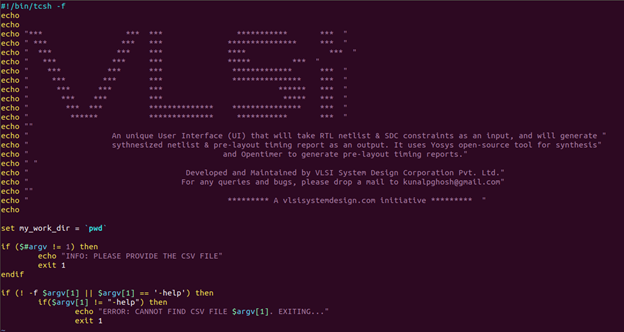 #!/bin/tcsh -f
echo
echo
echo "***                   ***  ***                 ***********        ***  "
echo " ***                 ***   ***               ****************      ***  "
echo "  ***               ***    ***               ****                   ***  "
echo "   ***             ***     ***               *****          ***  "
echo "    ***           ***      ***                *************       ***  "
echo "     ***         ***       ***                ****************    ***  "
echo "      ***       ***        ***                          ******    ***  "
echo "       ***     ***         ***                           *****    ***  "
echo "        ***  ***           **************    ****************     ***  "
echo "         ******            **************     ***********         ***  "
echo ""
echo "                   An unique User Interface (UI) that will take RTL netlist & SDC constraints as an input, and will generate "
echo "                   sythnesized netlist & pre-layout timing report as an output. It uses Yosys open-source tool for synthesis"
echo "                                             and Opentimer to generate pre-layout timing reports."
echo " "
echo "                                    Developed and Maintained by VLSI System Design Corporation Pvt. Ltd."
echo "                                   For any queries and bugs, please drop a mail to kunalpghosh@gmail.com"
echo ""
echo "                                              ********* A vlsisystemdesign.com initiative *********  "
echo
set my_work_dir = `pwd`
if ($#argv != 1) then
        echo "INFO: PLEASE PROVIDE THE CSV FILE"
        exit 1
endif
if (! -f $argv[1] || $argv[1] == '-help') then
        if($argv[1] != "-help") then
                echo "ERROR: CANNOT FIND CSV FILE $argv[1]. EXITING..."
                exit 1